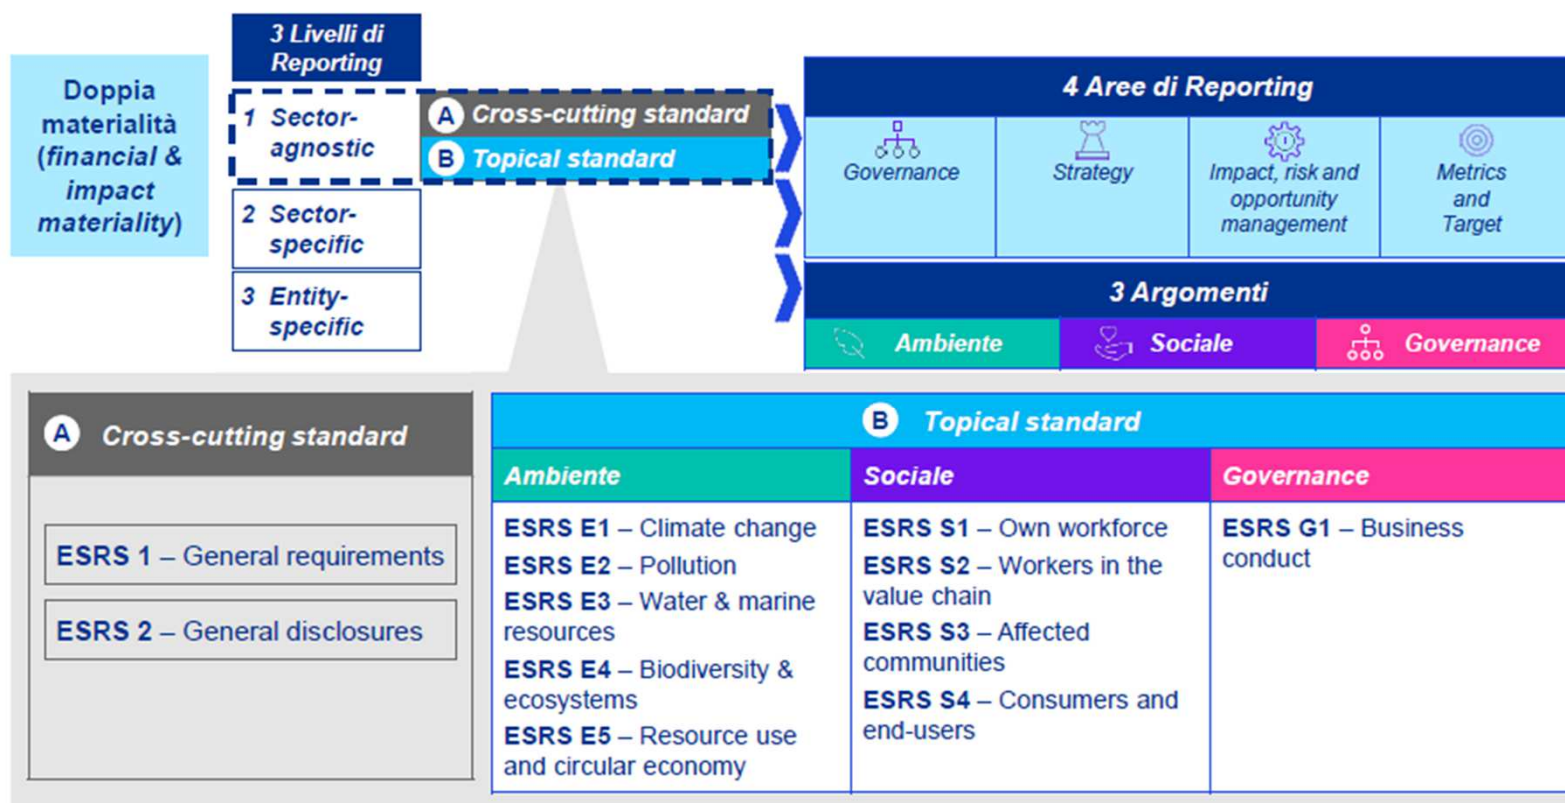 Doppia
materialità
(financial &
impact
materiality)
3 Livelli di
Reporting
1 Sector-
agnostic
2 Sector-
specific
3 Entity-
specific
A Cross-cutting standard
B Topical standard
4 Aree di Reporting
Governance
Strategy
Impact, risk and
opportunity
management
Metrics
and
Target
3 Argomenti
Ambiente
Sociale
Governance
A Cross-cutting standard
ESRS 1 – General requirements
ESRS 2 – General disclosures
B Topical standard
Ambiente
ESRS E1 – Climate change
ESRS E2 – Pollution
ESRS E3 – Water & marine
resources
ESRS E4 – Biodiversity &
ecosystems
ESRS E5 – Resource use
and circular economy
Sociale
ESRS S1 – Own workforce
ESRS S2 – Workers in the
value chain
ESRS S3 – Affected
communities
ESRS S4 – Consumers and
end-users
Governance
ESRS G1 – Business
conduct